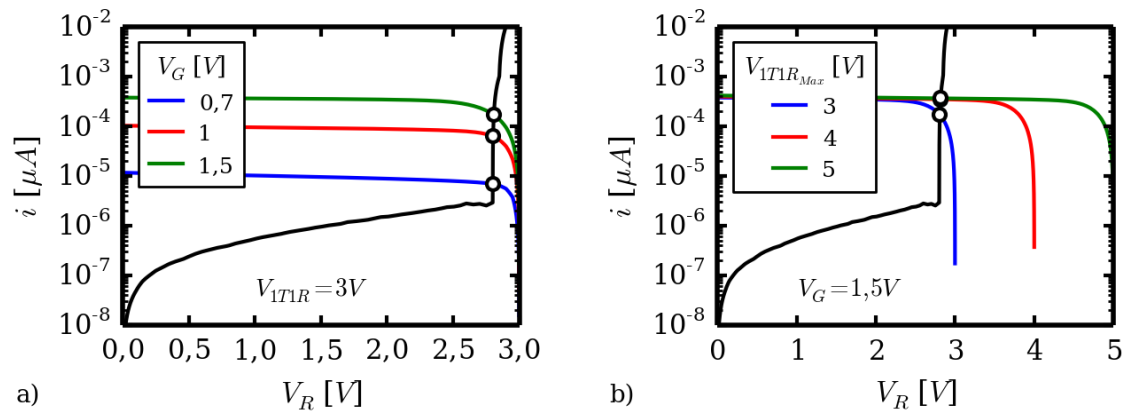 10^-2
10^-3
10^-4
10^-5
10^-6
10^-7
10^-8
i [μA]
V_G [V]
0,7
1
1,5
V_1T1R = 3V
0,0 0,5 1,0 1,5 2,0 2,5 3,0
V_R [V]
a)
10^-2
10^-3
10^-4
10^-5
10^-6
10^-7
10^-8
i [μA]
V_1T1R_Max [V]
3
4
5
V_G = 1,5V
0 1 2 3 4 5
V_R [V]
b)